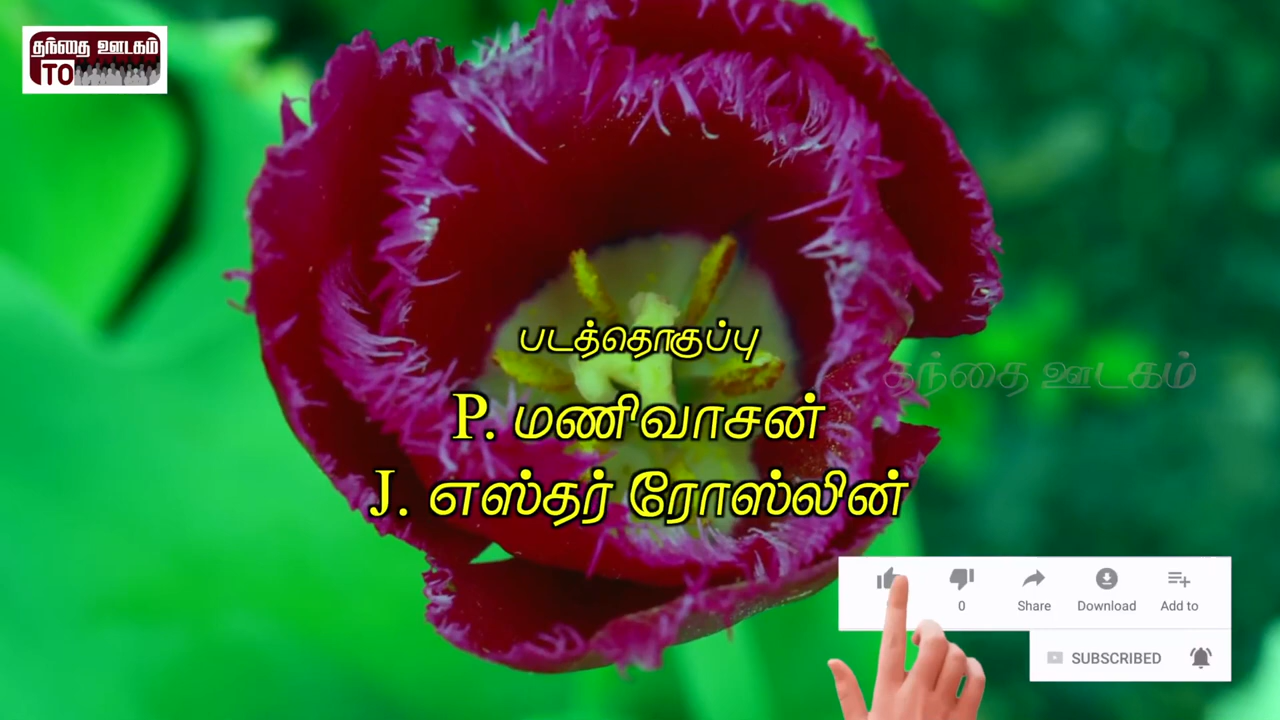 தந்தை ஊடகம்
TO
படத்தொகுப்பு
தந்தை ஊடகம்
P. மணிவாசன்
J. எஸ்தர் ரோஸ்லின்
0 Share Download Add to
SUBSCRIBED